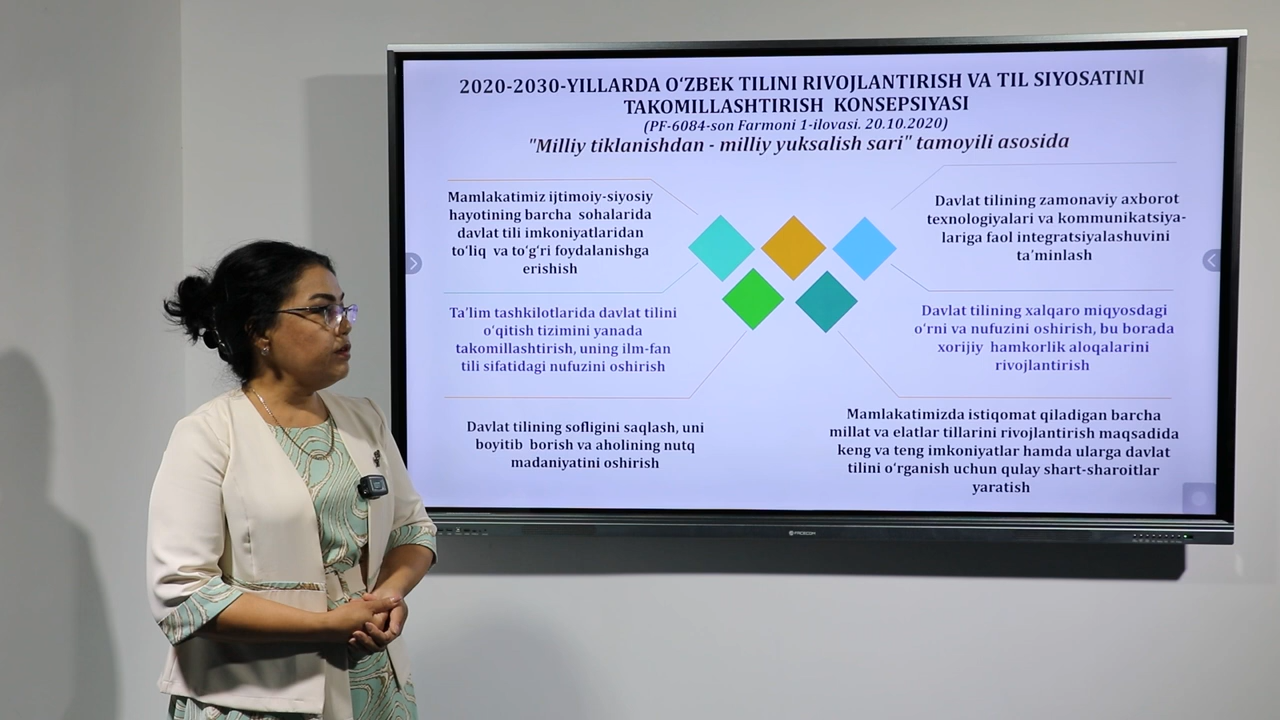 2020-2030-YILLARDA O‘ZBEK TILINI RIVOJLANTIRISH VA TIL SIYOSATINI
TAKOMILLASHTIRISH KONSEPSIYASI
(PF-6084-son Farmoni 1-ilovasi. 20.10.2020)
"Milliy tiklanishdan - milliy yuksalish sari" tamoyili asosida
Mamlakatimiz ijtimoiy-siyosiy
hayotining barcha sohalarida
davlat tili imkoniyatlaridan
to‘liq va to‘g‘ri foydalanishga
erishish
Ta’lim tashkilotlarida davlat tilini
o‘qitish tizimini yanada
takomillashtirish, uning ilm-fan
tili sifatidagi nufuzini oshirish
Davlat tilining sofligini saqlash, uni
boyitib borish va aholining nutq
madaniyatini oshirish
Davlat tilining zamonaviy axborot
texnologiyalari va kommunikatsiya-
lariga faol integratsiyalashuvini
ta’minlash
Davlat tilining xalqaro miqyosdagi
o‘rni va nufuzini oshirish, bu borada
xorijiy hamkorlik aloqalarini
rivojlantirish
Mamlakatimizda istiqomat qiladigan barcha
millat va elatlar tillarini rivojlantirish maqsadida
keng va teng imkoniyatlar hamda ularga davlat
tilini o‘rganish uchun qulay shart-sharoitlar
yaratish